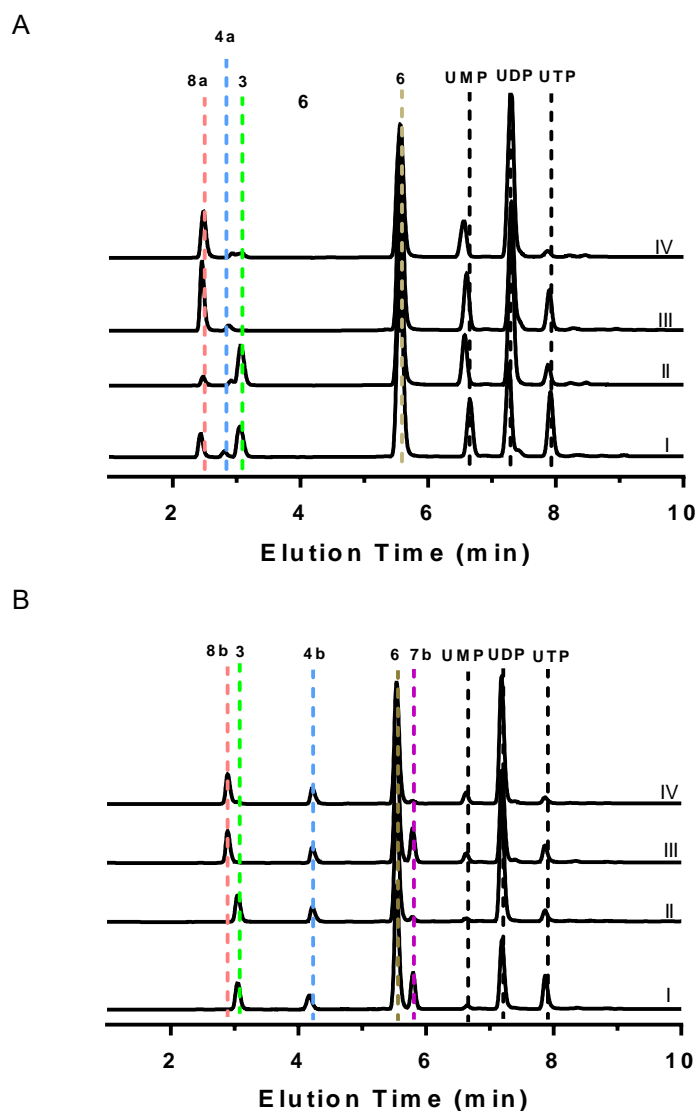 A
4a
8a 3 6 6 UMP UDP UTP
IV
III
II
I
2 4 6 8 10
Elution Time (min)
B
8b 3 4b 6 7b UMP UDP UTP
IV
III
II
I
2 4 6 8 10
Elution Time (min)